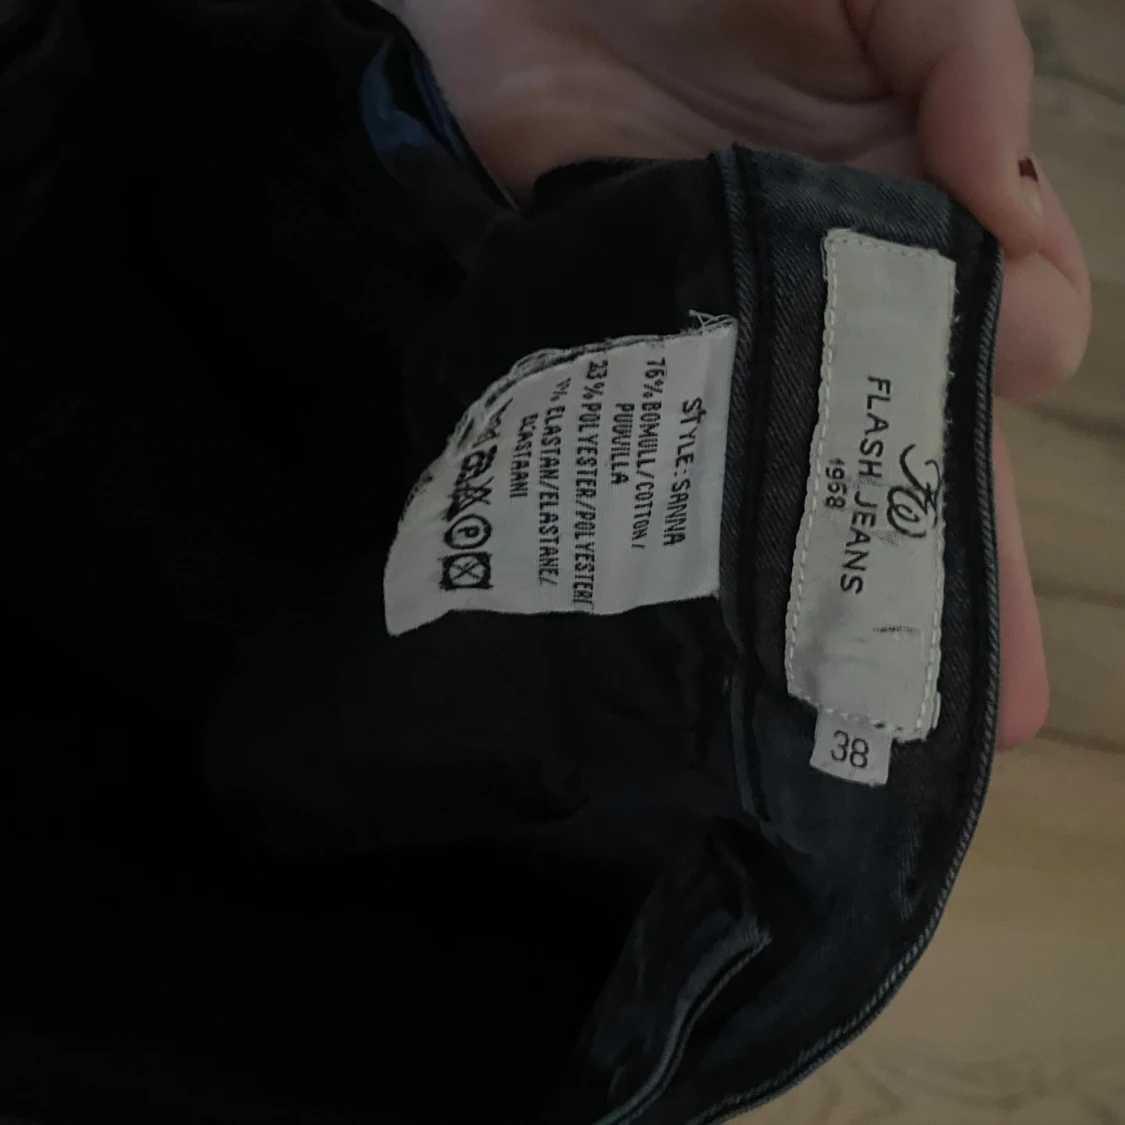 FLASH JEANS
1968
38
STYLE: SANNA
76% BOMULL/COTTON/
PUUVILLA
23%POLYESTER/POLYESTER/
1% ELASTAN/ELASTANE/
ELASTAANI
P